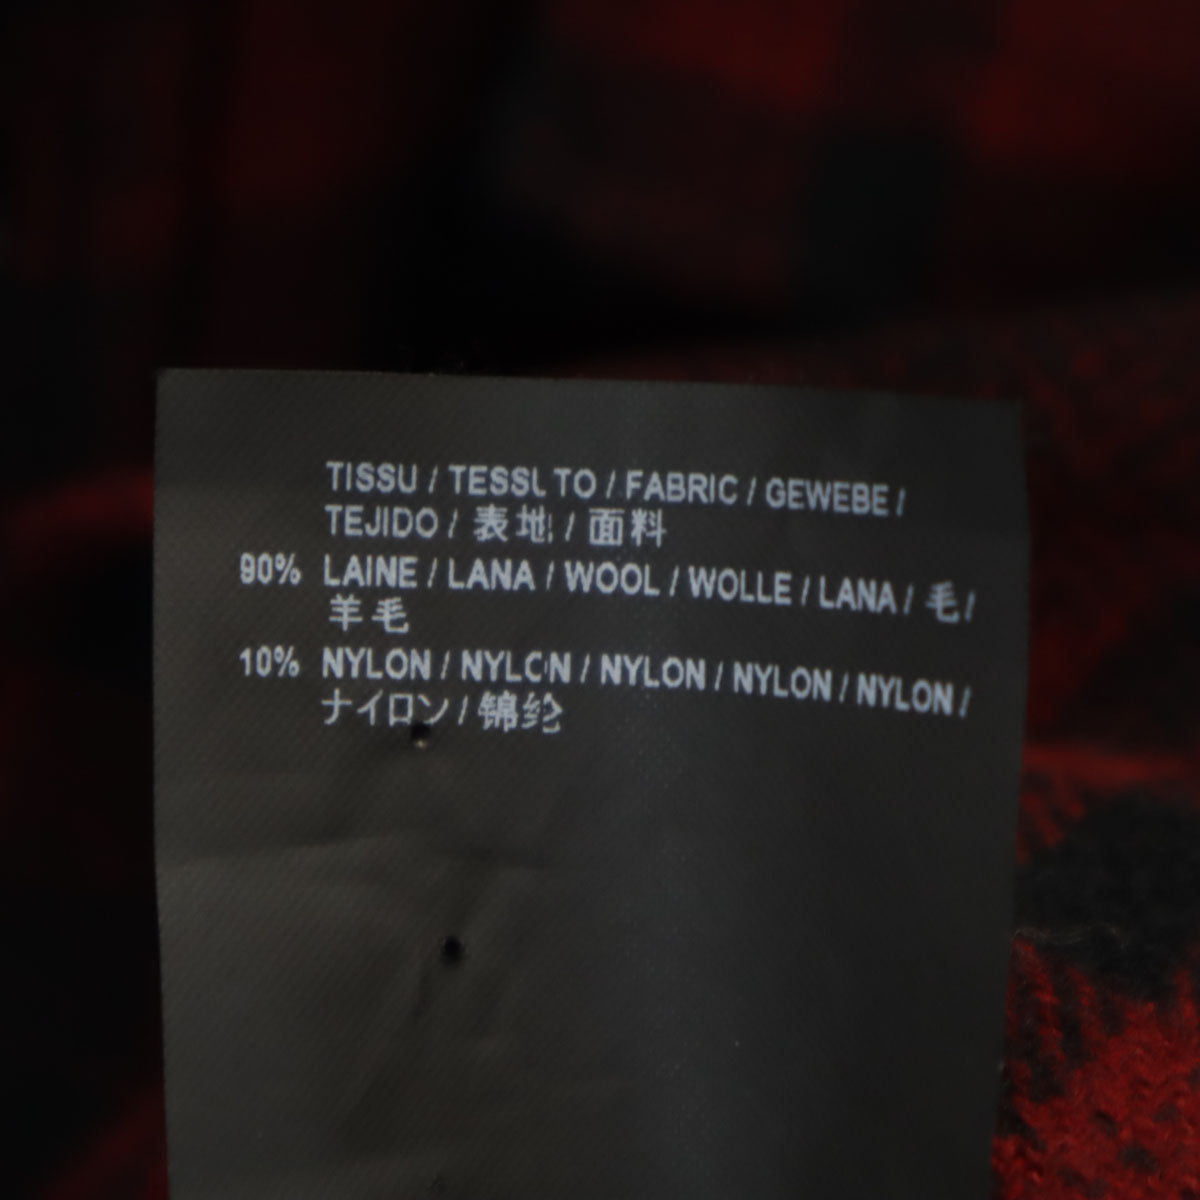 TISSU / TESSUTO / FABRIC / GEWEBE /
TEJIDO / 表地 / 面料
90% LAINE / LANA / WOOL / WOLLE / LANA / 毛 /
羊毛
10% NYLON / NYLON / NYLON / NYLON / NYLON /
ナイロン / 锦纶